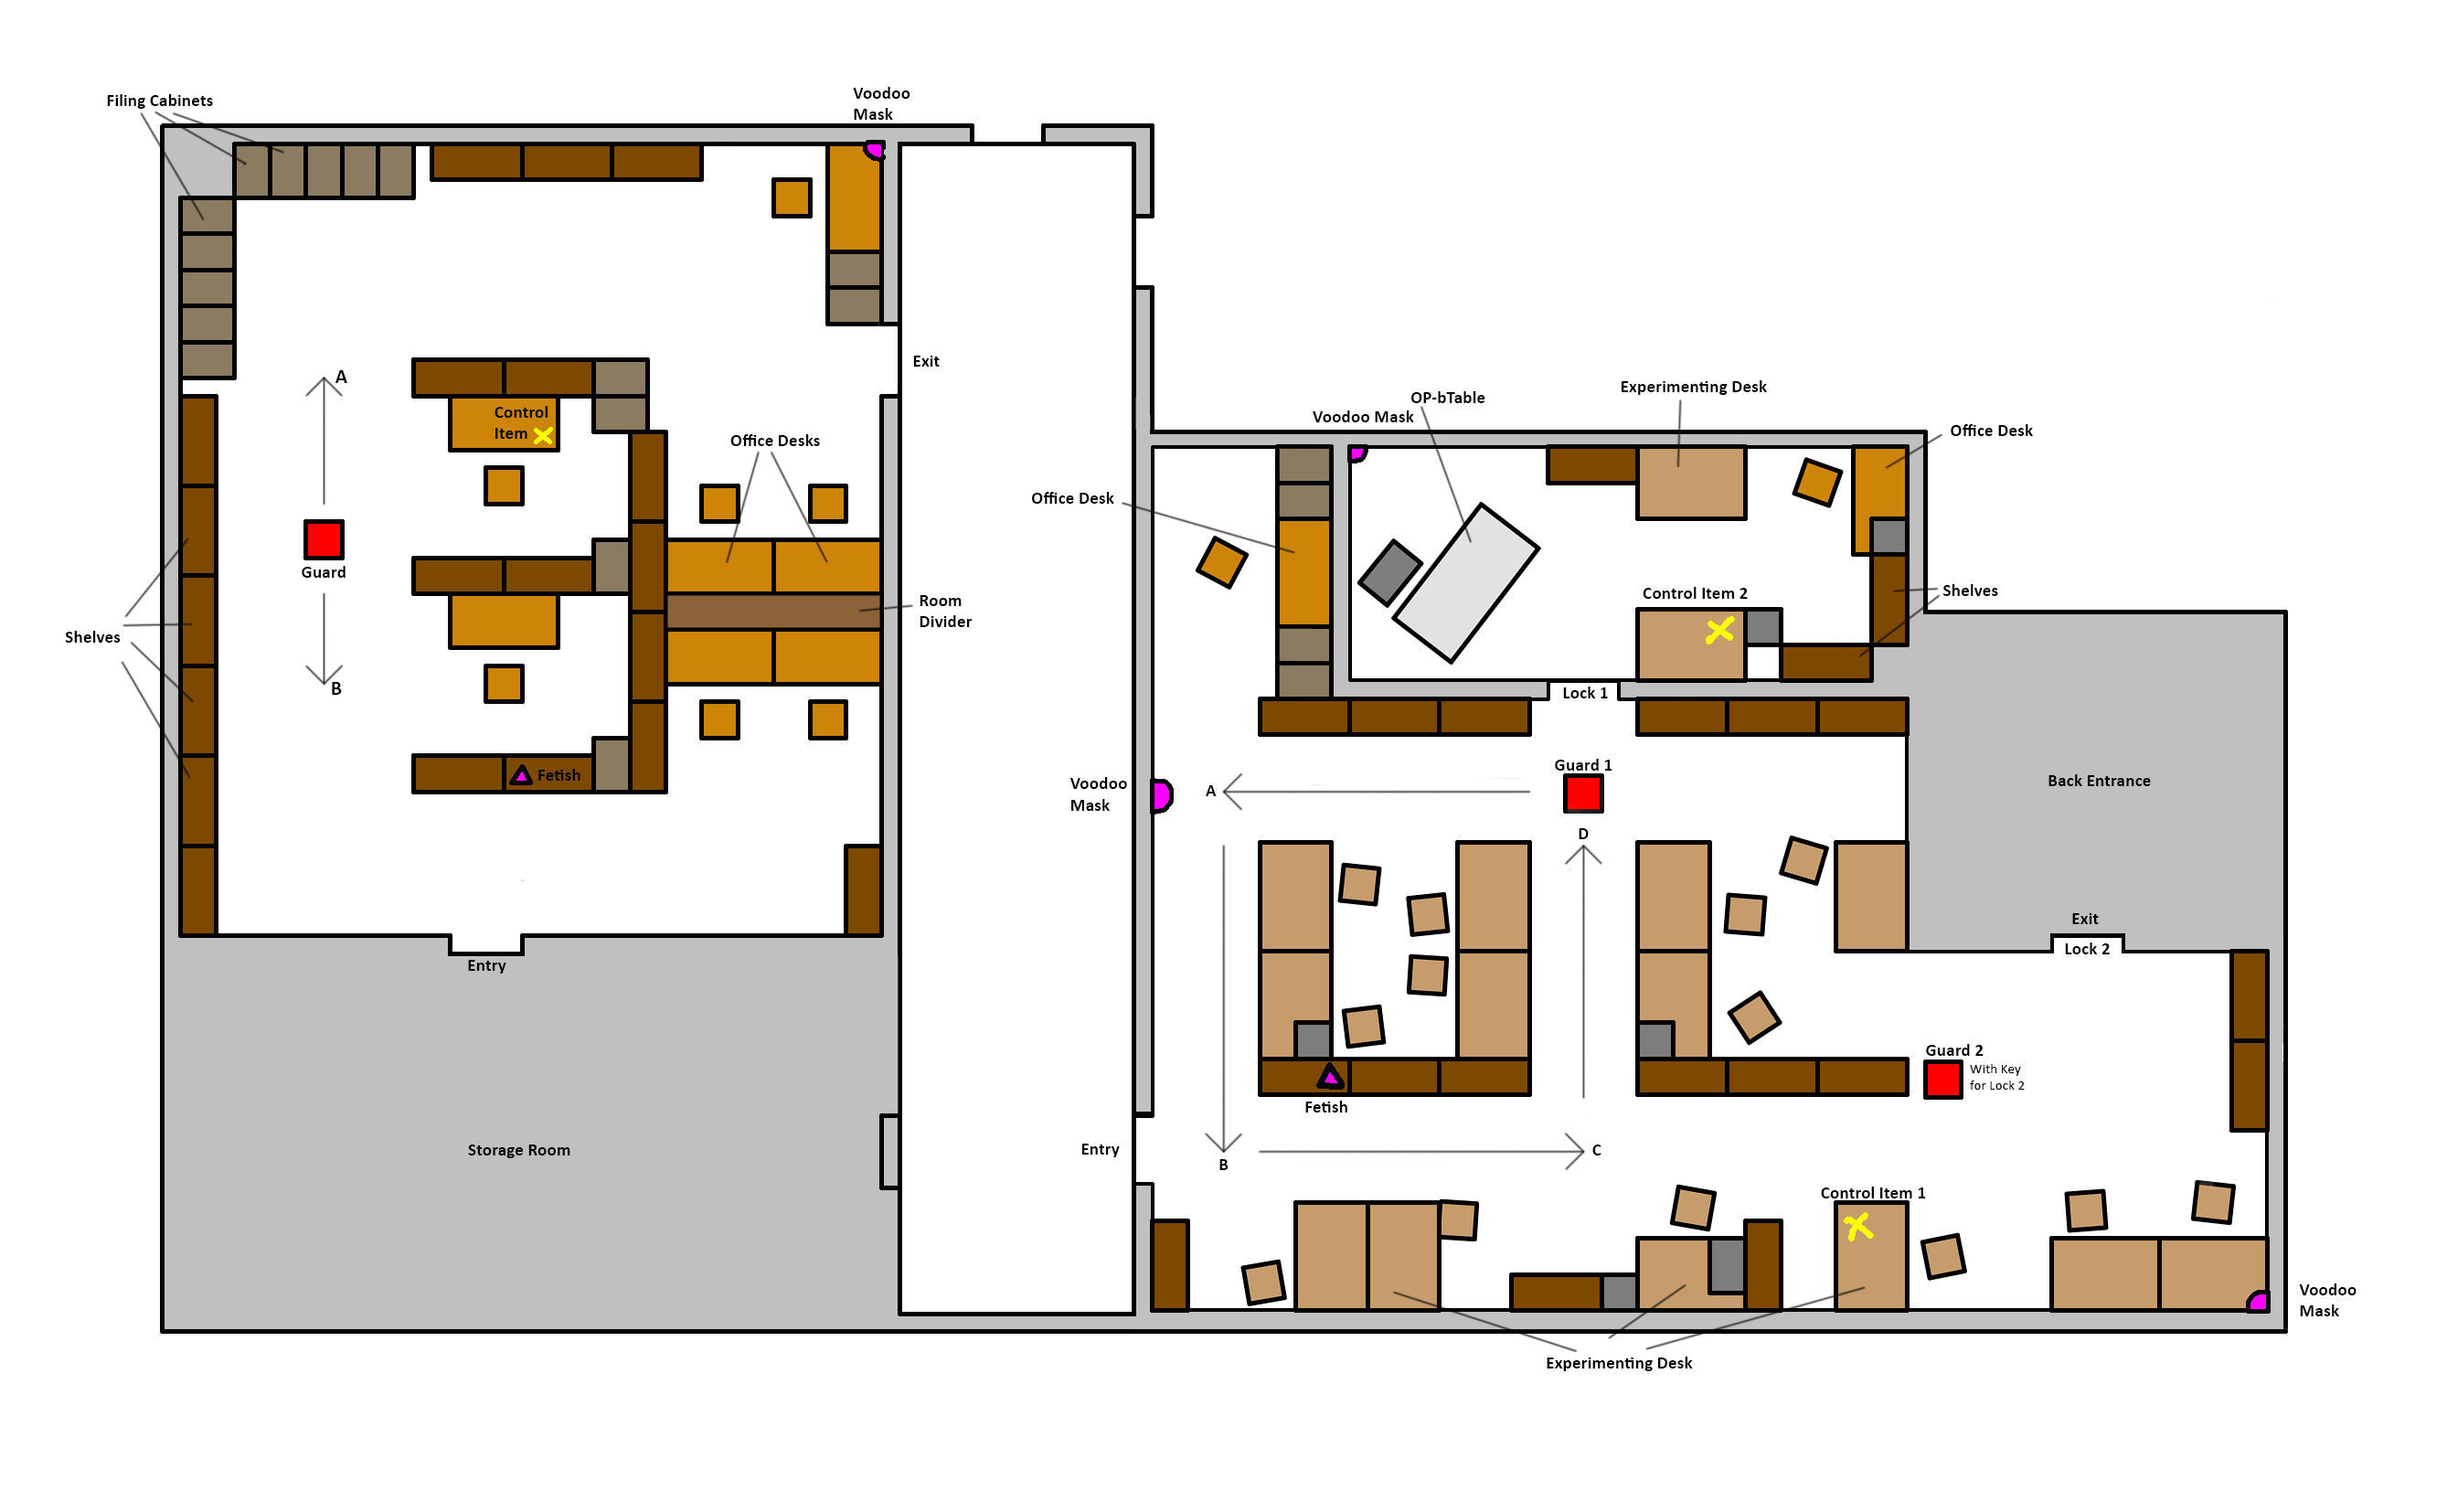 Filing Cabinets
Voodoo
Mask
A
Control
Item
Guard
Office Desks
Exit
Room
Divider
Shelves
B
Fetish
Entry
Storage Room
Experimenting Desk
OP-bTable
Voodoo Mask
Office Desk
Office Desk
Control Item 2
Shelves
Lock 1
Guard 1
Voodoo
Mask
A
D
Back Entrance
Exit
Lock 2
Guard 2
With Key
for Lock 2
Fetish
Entry
B
C
Control Item 1
Voodoo
Mask
Experimenting Desk